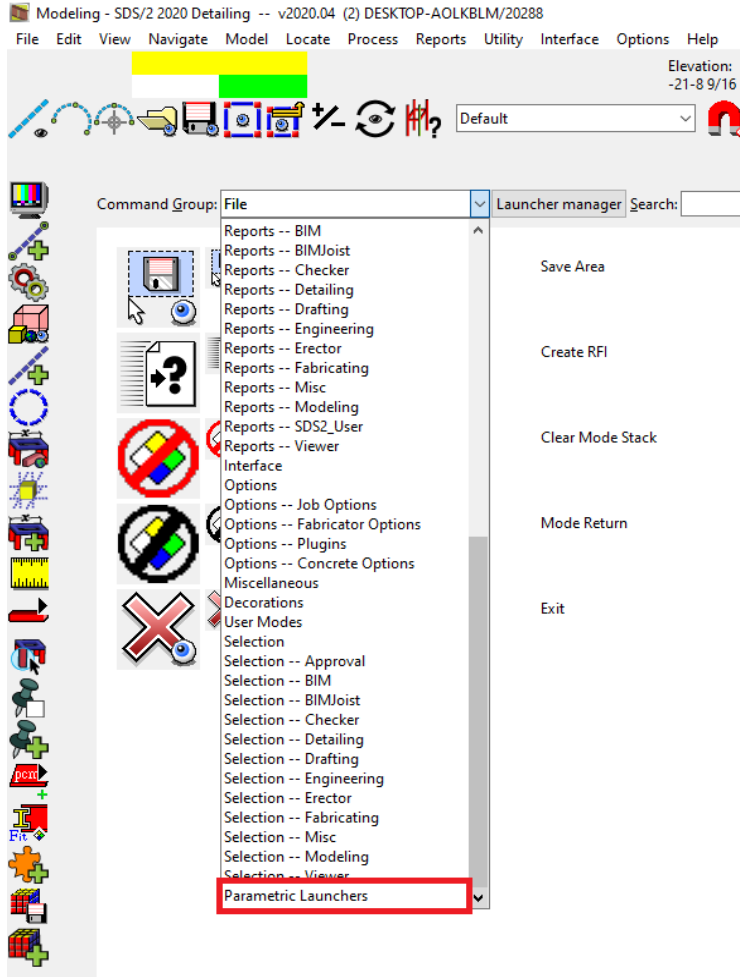 Modeling - SDS/2 2020 Detailing -- v2020.04 (2) DESKTOP-AOLKBLM/20288
File Edit View Navigate Model Locate Process Reports Utility Interface Options Help
Elevation:
-21-8 9/16
Default
Command Group: File Launcher manager Search:
Reports -- BIM
Reports -- BIMJoist
Save Area
Reports -- Checker
Reports -- Detailing
Reports -- Drafting
Reports -- Engineering
Reports -- Erector
Create RFI
Reports -- Fabricating
Reports -- Misc
Reports -- Modeling
Reports -- SDS2_User
Clear Mode Stack
Reports -- Viewer
Interface
Options
Options -- Job Options
Options -- Fabricator Options
Mode Return
Options -- Plugins
Options -- Concrete Options
Miscellaneous
Decorations
Exit
User Modes
Selection
Selection -- Approval
Selection -- BIM
Selection -- BIMJoist
Selection -- Checker
Selection -- Detailing
Selection -- Drafting
pcm
Selection -- Engineering
Selection -- Erector
Selection -- Fabricating
Fit
Selection -- Misc
Selection -- Modeling
Selection -- Viewer
Parametric Launchers